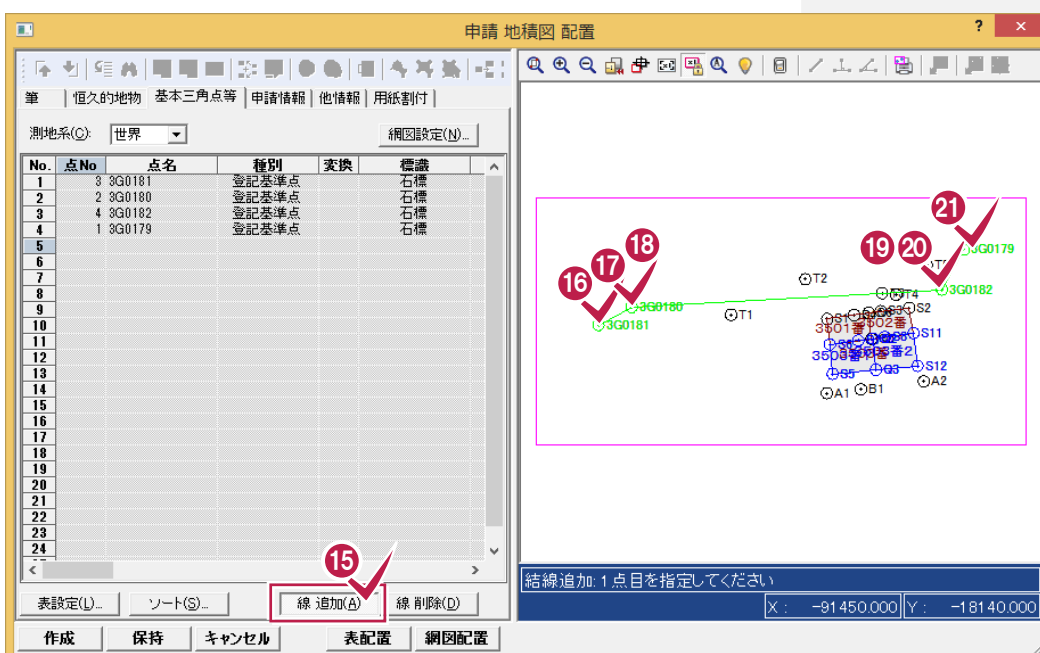 申請 地積図 配置
? ×
筆 恒久的地物 基本三角点等 申請情報 他情報 用紙割付
測地系(C): 世界 網図設定(N)...
No. 点No 点名 種別 変換 標識
1 3 3G0181 登記基準点 石標
2 2 3G0180 登記基準点 石標
3 4 3G0182 登記基準点 石標
4 1 3G0179 登記基準点 石標
5
6
7
8
9
10
11
12
13
14
15
16
17
18
19
20
21
22
23
24
⑮
表設定(L)... ソート(S)... 線 追加(A) 線 削除(D)
作成 保持 キャンセル 表配置 網図配置
㉑
⑱ ⑲ ⑳
⑰
⑯
3G0179
T2
3G0182
T4
3G0180
S2
T1
3G0181
S11
S12
S5
Q3
A2
A1 B1
結線追加:1点目を指定してください
X : -91450.000 Y : -18140.000